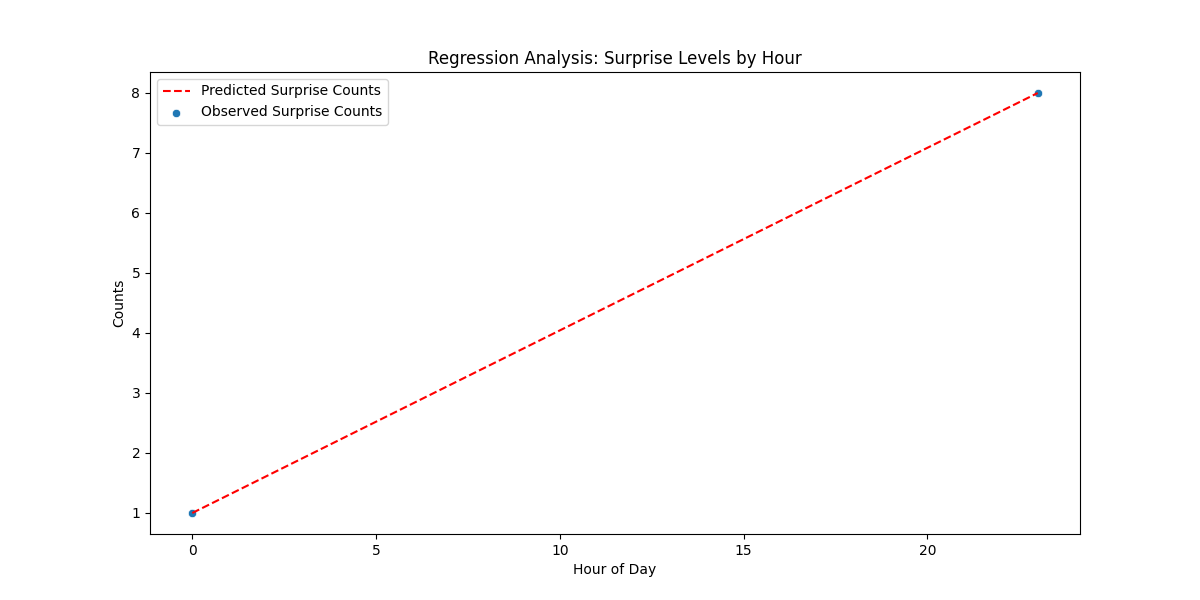 Regression Analysis: Surprise Levels by Hour
Predicted Surprise Counts
Observed Surprise Counts
8
7
6
5
4
3
2
1
Counts
0 5 10 15 20
Hour of Day